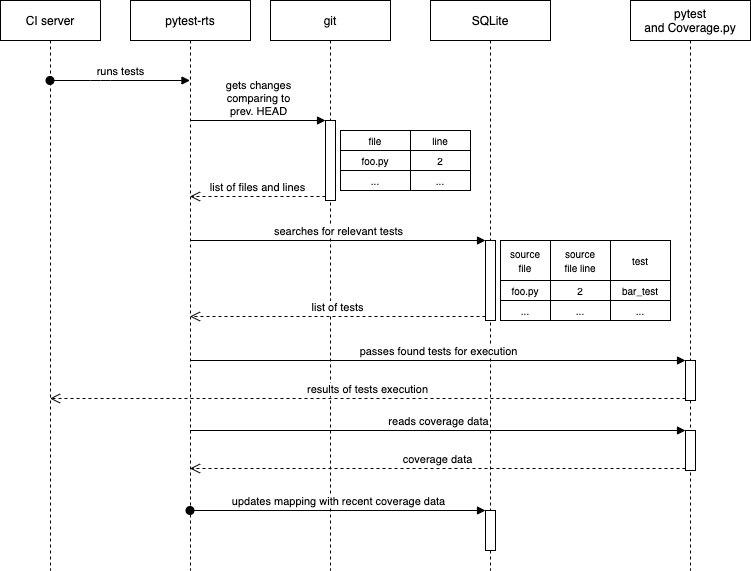 CI server
pytest-rts
git
SQLite
pytest
and Coverage.py
runs tests
gets changes
comparing to
prev. HEAD
file line
foo.py 2
... ...
list of files and lines
searches for relevant tests
source
file
source
file line
test
foo.py 2 bar_test
... ... ...
list of tests
passes found tests for execution
results of tests execution
reads coverage data
coverage data
updates mapping with recent coverage data